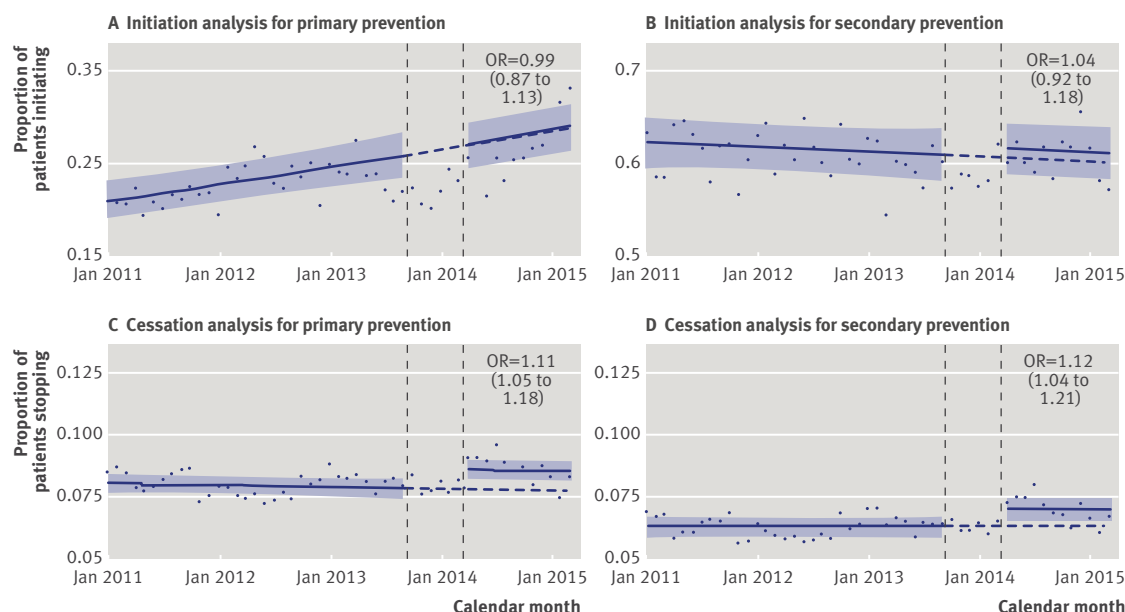 A Initiation analysis for primary prevention
Proportion of
patients initiating
0.35
0.25
0.15
OR=0.99
(0.87 to
1.13)
Jan 2011 Jan 2012 Jan 2013 Jan 2014 Jan 2015
B Initiation analysis for secondary prevention
0.7
0.6
0.5
OR=1.04
(0.92 to
1.18)
Jan 2011 Jan 2012 Jan 2013 Jan 2014 Jan 2015
C Cessation analysis for primary prevention
Proportion of
patients stopping
0.125
0.100
0.075
0.05
OR=1.11
(1.05 to
1.18)
Jan 2011 Jan 2012 Jan 2013 Jan 2014 Jan 2015
Calendar month
D Cessation analysis for secondary prevention
0.125
0.100
0.075
0.05
OR=1.12
(1.04 to
1.21)
Jan 2011 Jan 2012 Jan 2013 Jan 2014 Jan 2015
Calendar month